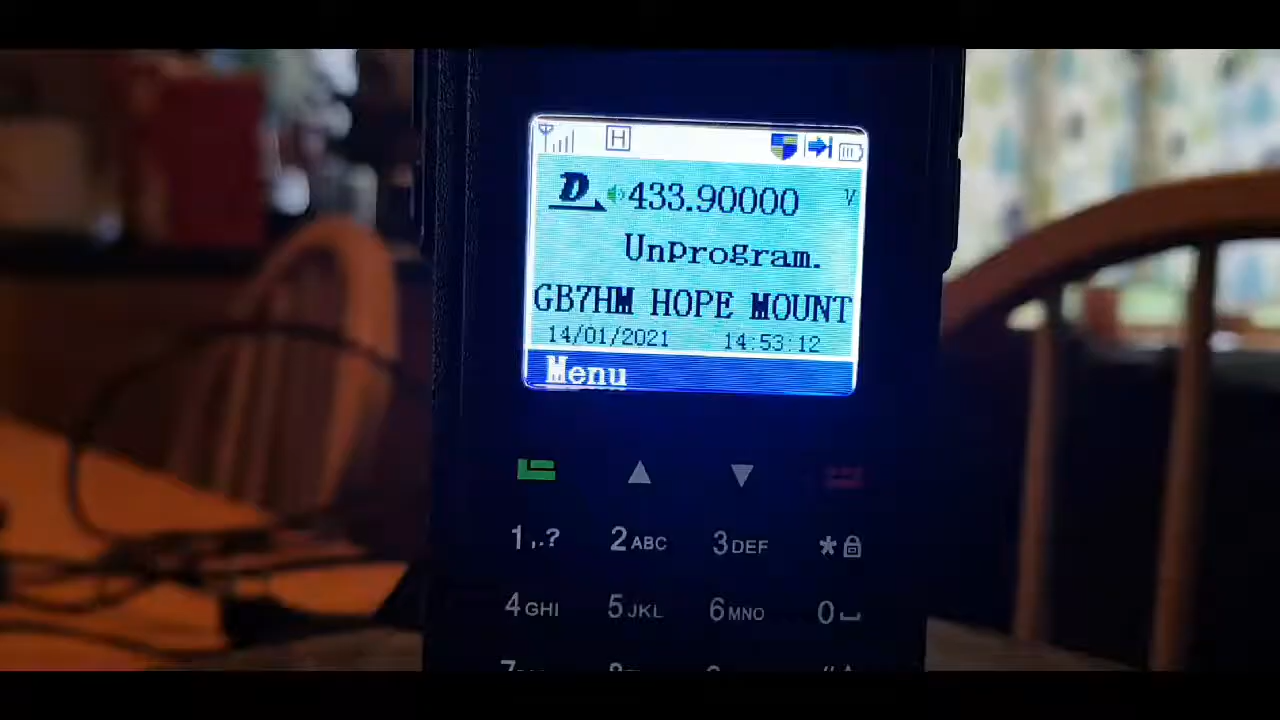 H
D 433.90000 V
Unprogram.
GB7HM HOPE MOUNT
14/01/2021 14:53:12
Menu
1,.? 2ABC 3DEF *
4GHI 5JKL 6MNO 0